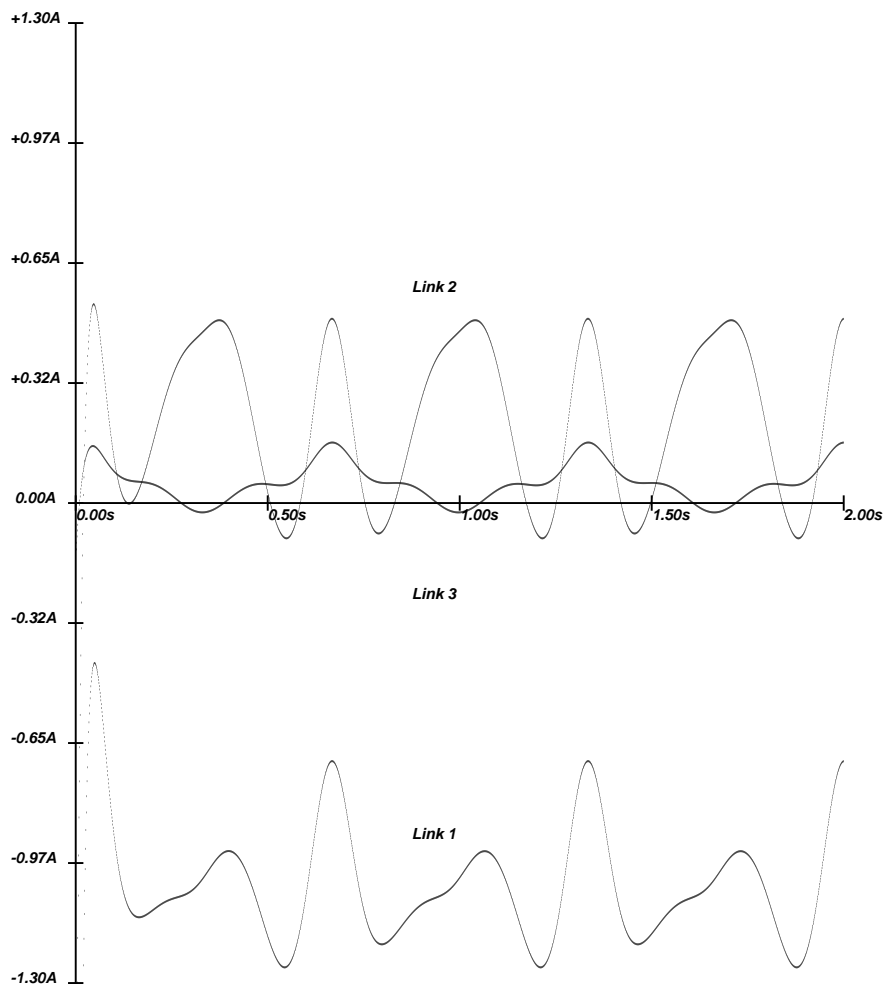 +1.30A
+0.97A
+0.65A
Link 2
+0.32A
0.00A
0.00s 0.50s 1.00s 1.50s 2.00s
Link 3
-0.32A
-0.65A
Link 1
-0.97A
-1.30A